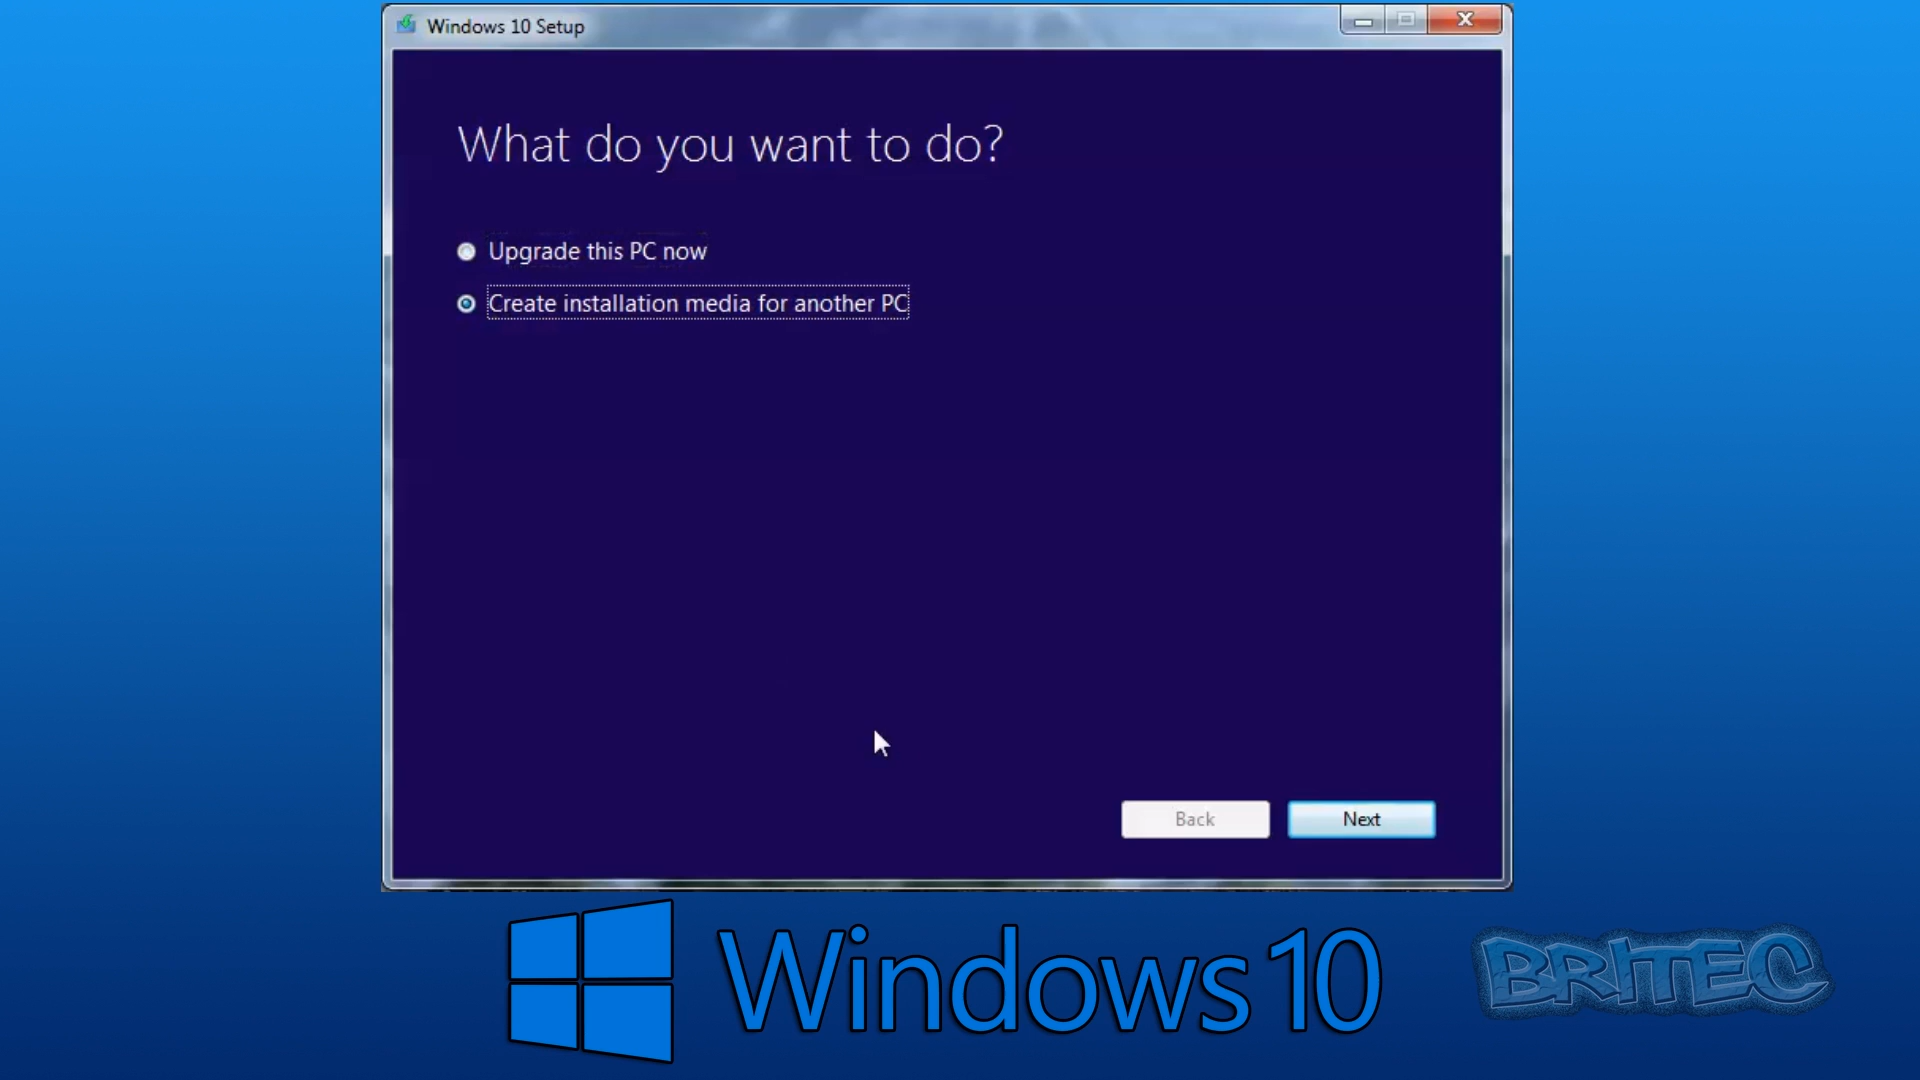 Windows 10 Setup
What do you want to do?
Upgrade this PC now
Create installation media for another PC
Back
Next
Windows 10
BRITEC